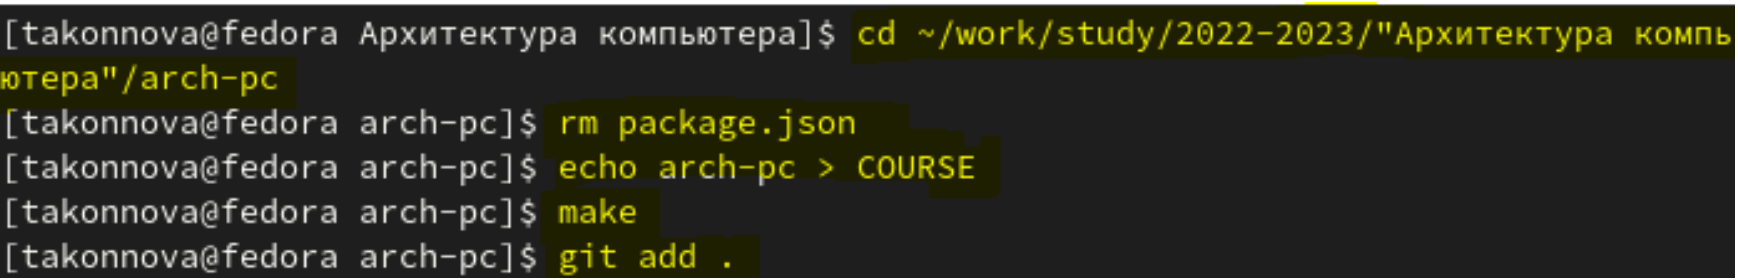 [takonnova@fedora Архитектура компьютера]$ cd ~/work/study/2022-2023/"Архитектура компь
ютера"/arch-pc
[takonnova@fedora arch-pc]$ rm package.json
[takonnova@fedora arch-pc]$ echo arch-pc > COURSE
[takonnova@fedora arch-pc]$ make
[takonnova@fedora arch-pc]$ git add .